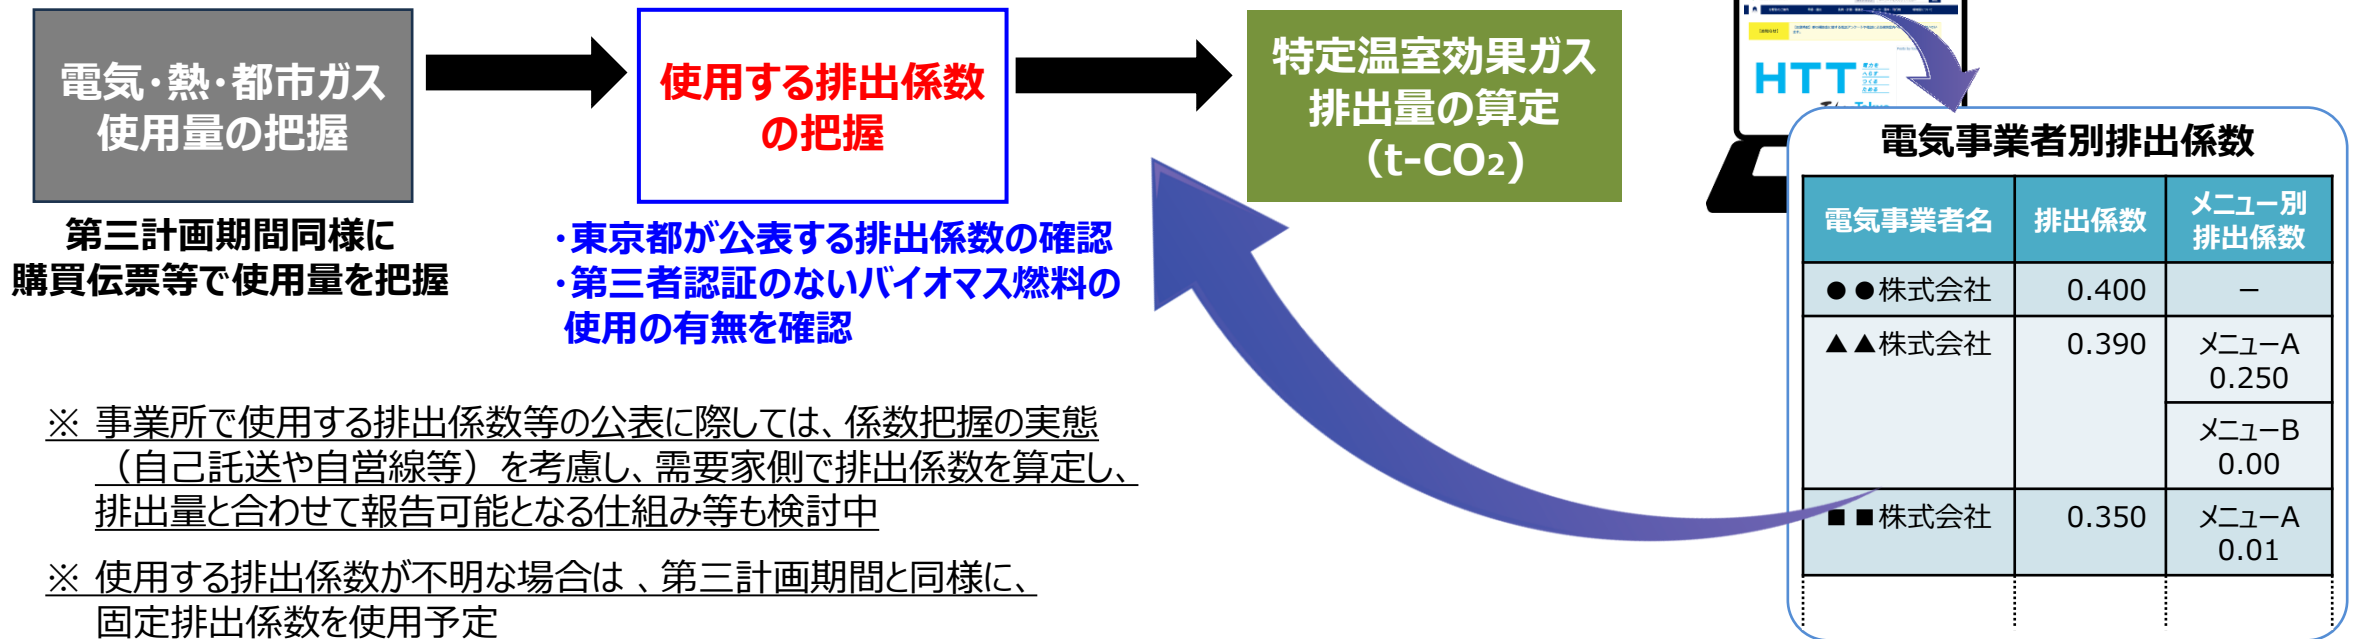 電気・熱・都市ガス
使用量の把握
使用する排出係数
の把握
特定温室効果ガス
排出量の算定
(t-CO2)
第三計画期間同様に
購買伝票等で使用量を把握
・東京都が公表する排出係数の確認
・第三者認証のないバイオマス燃料の
使用の有無を確認
※ 事業所で使用する排出係数等の公表に際しては、係数把握の実態
（自己託送や自営線等）を考慮し、需要家側で排出係数を算定し、
排出量と合わせて報告可能となる仕組み等も検討中
※ 使用する排出係数が不明な場合は 、第三計画期間と同様に、
固定排出係数を使用予定
HTT
電力を
へらす
つくる
ためる
電気事業者別排出係数
電気事業者名 排出係数 メニュー別
排出係数
●●株式会社 0.400 －
▲▲株式会社 0.390 メニューA
0.250
メニューB
0.00
■■株式会社 0.350 メニューA
0.01